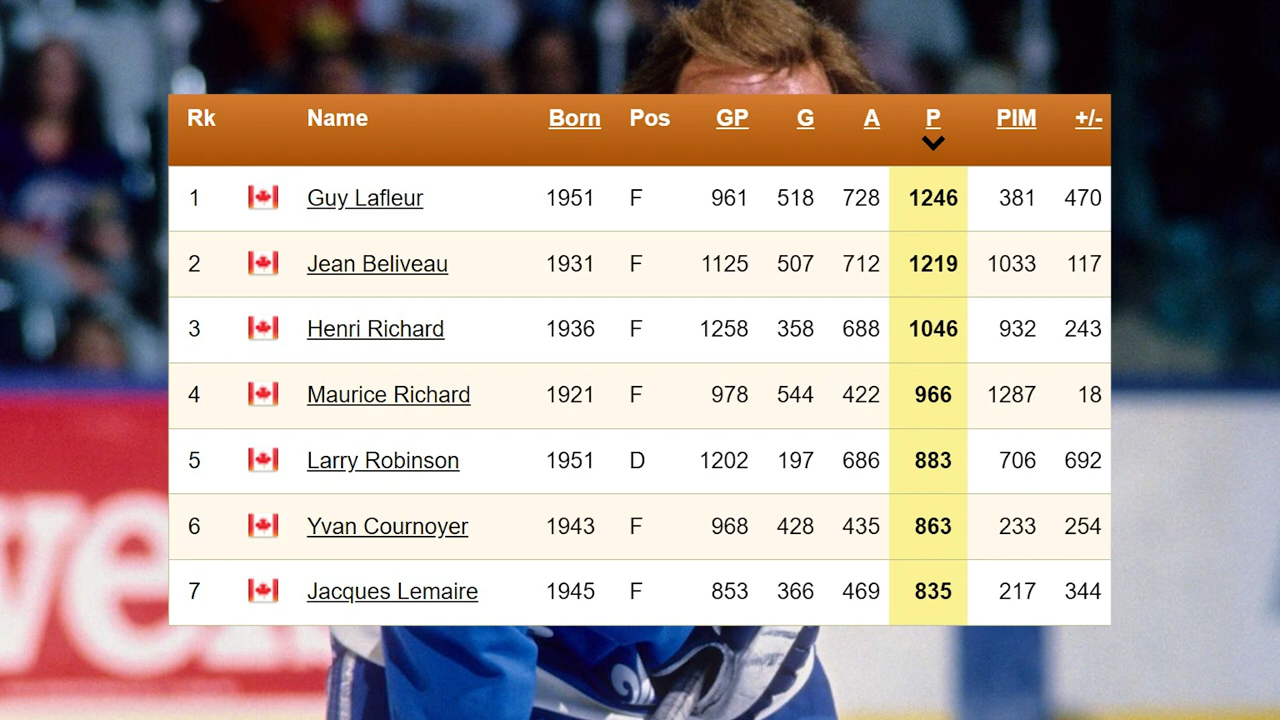 Rk Name Born Pos GP G A P PIM +/-
1 Guy Lafleur 1951 F 961 518 728 1246 381 470
2 Jean Beliveau 1931 F 1125 507 712 1219 1033 117
3 Henri Richard 1936 F 1258 358 688 1046 932 243
4 Maurice Richard 1921 F 978 544 422 966 1287 18
5 Larry Robinson 1951 D 1202 197 686 883 706 692
6 Yvan Cournoyer 1943 F 968 428 435 863 233 254
7 Jacques Lemaire 1945 F 853 366 469 835 217 344